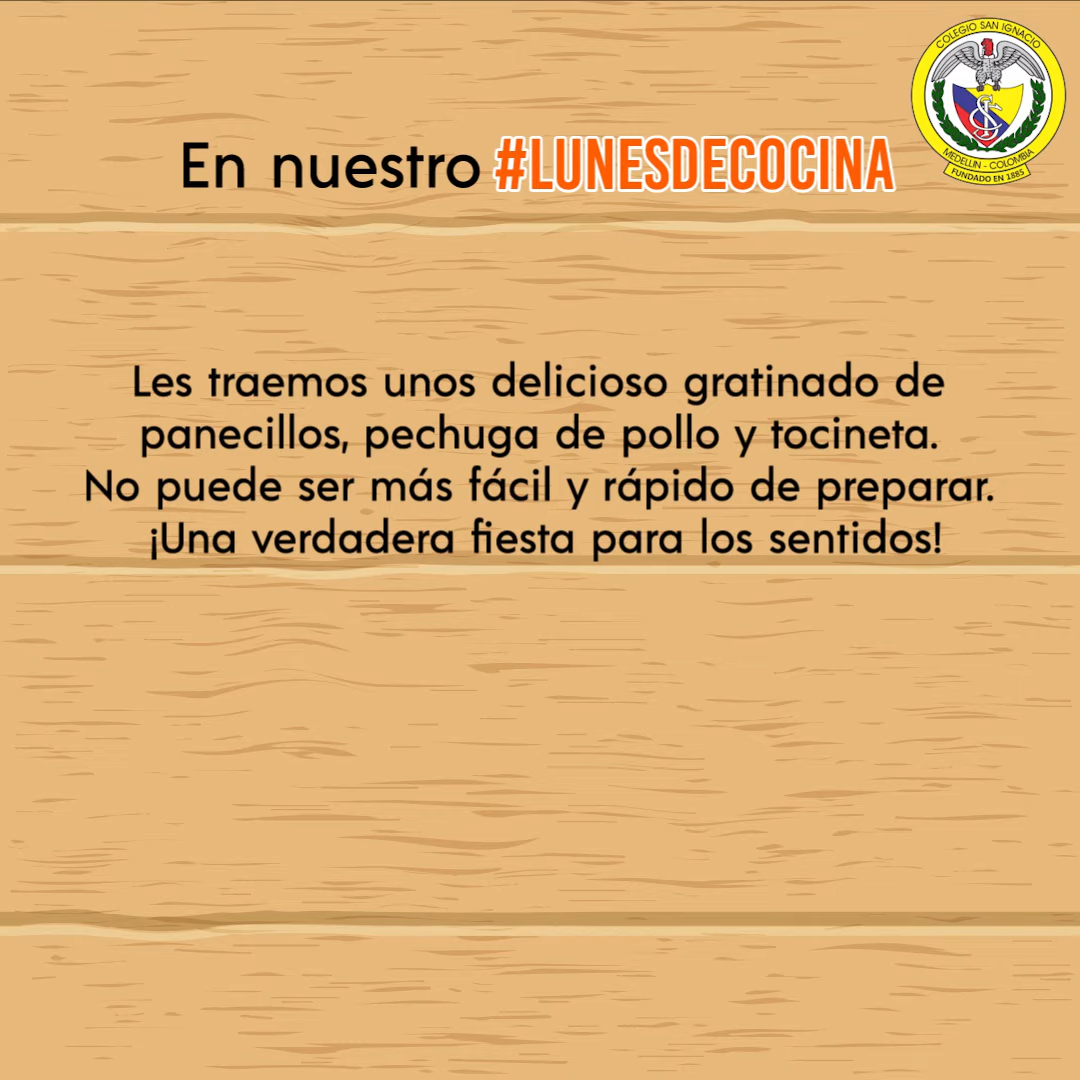 COLEGIO SAN IGNACIO
MEDELLIN - COLOMBIA
FUNDADO EN 1885
En nuestro #LUNESDECOCINA
Les traemos unos delicioso gratinado de
panecillos, pechuga de pollo y tocineta.
No puede ser más fácil y rápido de preparar.
¡Una verdadera fiesta para los sentidos!